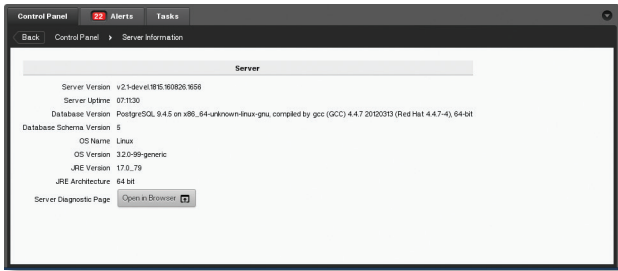 Control Panel 22 Alerts Tasks
Back Control Panel › Server Information
Server
Server Version v2.1-devel.1815.160826.1656
Server Uptime 07:11:30
Database Version PostgreSQL 9.4.5 on x86_64-unknown-linux-gnu, compiled by gcc (GCC) 4.4.7 20120313 (Red Hat 4.4.7-4), 64-bit
Database Schema Version 5
OS Name Linux
OS Version 3.2.0-99-generic
JRE Version 1.7.0_79
JRE Architecture 64 bit
Server Diagnostic Page Open in Browser